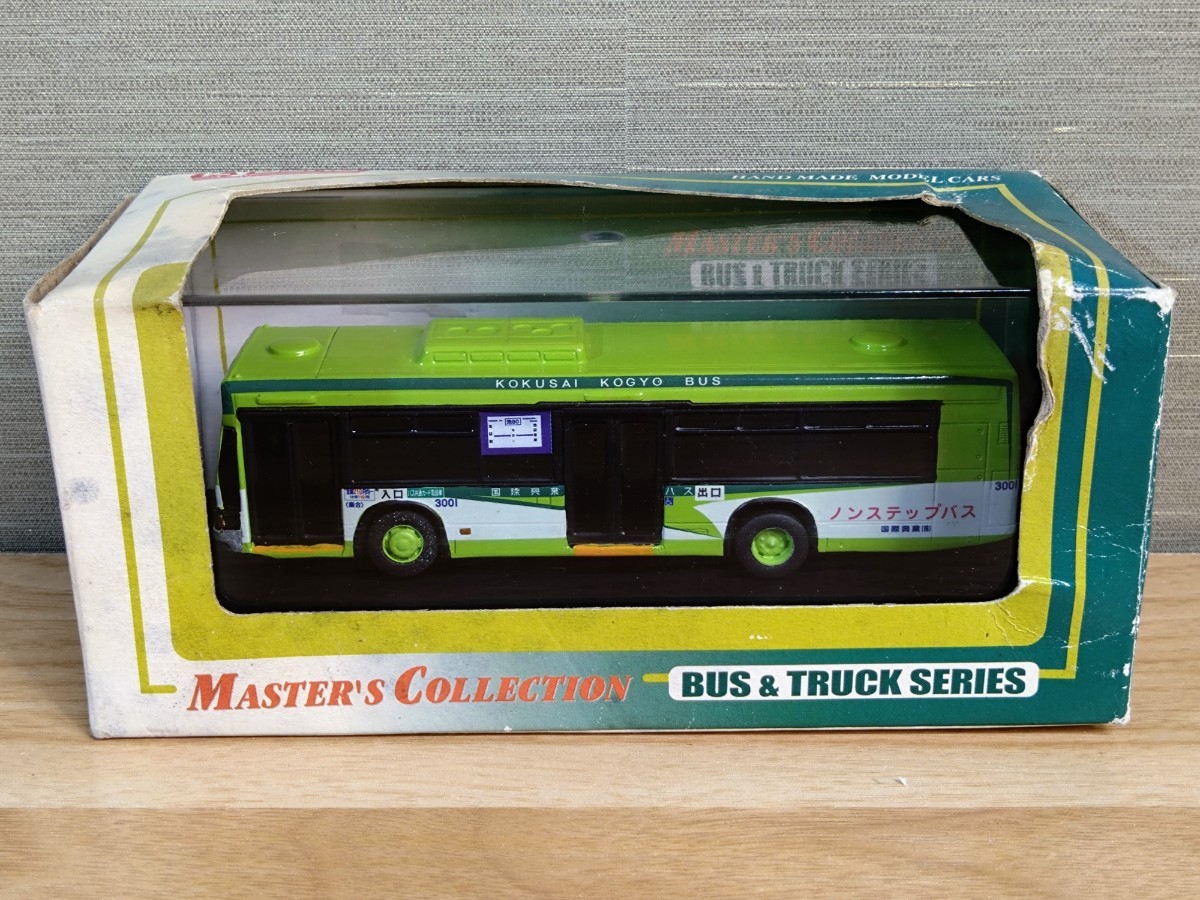 HAND MADE MODEL CARS
MASTER'S COLLECTION
BUS & TRUCK SERIES
KOKUSAI KOGYO BUS
入口
3001
国際興業
バス
出口
3001
ノンステップバス
国際興業(株)
MASTER'S COLLECTION
BUS & TRUCK SERIES